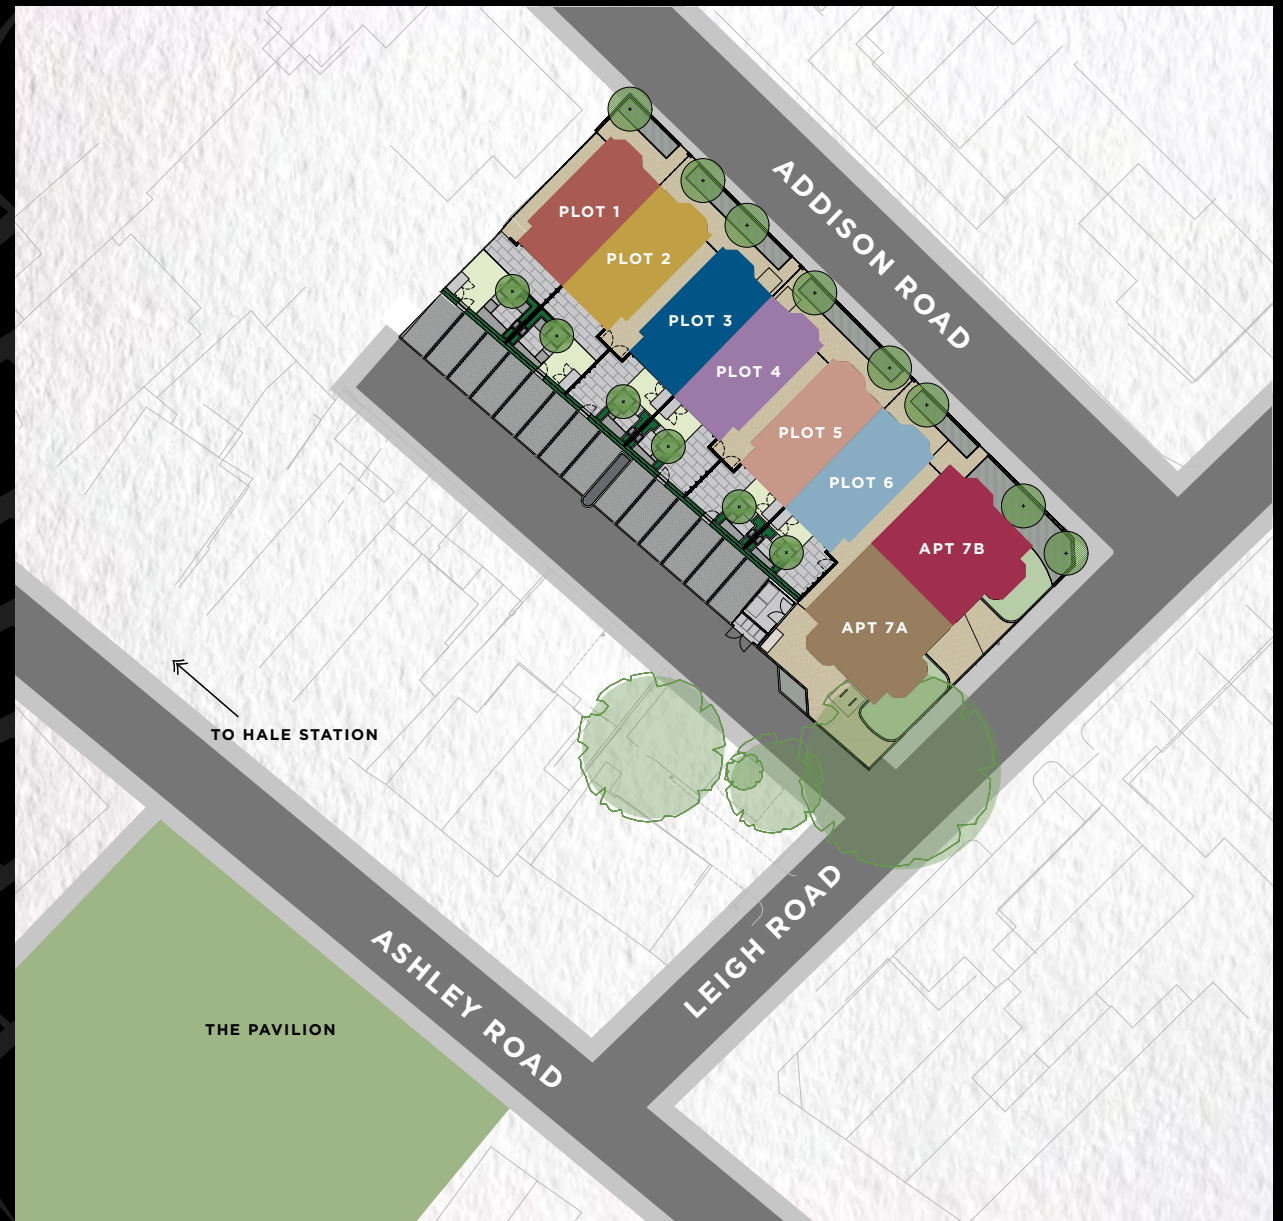 ADDISON ROAD
PLOT 1
PLOT 2
PLOT 3
PLOT 4
PLOT 5
PLOT 6
APT 7B
APT 7A
TO HALE STATION
LEIGH ROAD
ASHLEY ROAD
THE PAVILION